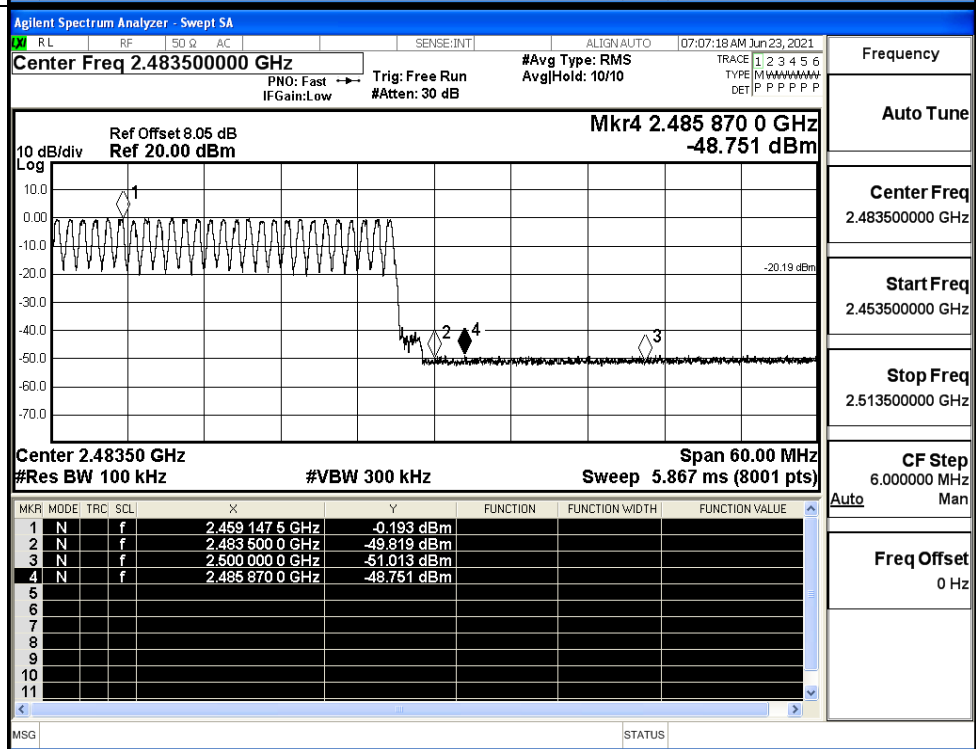 Agilent Spectrum Analyzer - Swept SA
LXI RL RF 50 Ω AC SENSE:INT ALIGN AUTO 07:07:18 AM Jun 23, 2021
Center Freq 2.483500000 GHz
PNO: Fast
IFGain:Low
Trig: Free Run
#Atten: 30 dB
#Avg Type: RMS
Avg|Hold: 10/10
TRACE 1 2 3 4 5 6
TYPE M WWWWW
DET P P P P P P
Ref Offset 8.05 dB
10 dB/div Ref 20.00 dBm
Log
Mkr4 2.485 870 0 GHz
-48.751 dBm
10.0
0.00
-10.0
-20.0
-30.0
-40.0
-50.0
-60.0
-70.0
1
2
4
3
-20.19 dBm
Center 2.48350 GHz Span 60.00 MHz
#Res BW 100 kHz #VBW 300 kHz Sweep 5.867 ms (8001 pts)
MKR MODE TRC SCL X Y FUNCTION FUNCTION WIDTH FUNCTION VALUE
1 N f 2.459 147 5 GHz -0.193 dBm
2 N f 2.483 500 0 GHz -49.819 dBm
3 N f 2.500 000 0 GHz -51.013 dBm
4 N f 2.485 870 0 GHz -48.751 dBm
5
6
7
8
9
10
11
MSG STATUS
Frequency
Auto Tune
Center Freq
2.483500000 GHz
Start Freq
2.453500000 GHz
Stop Freq
2.513500000 GHz
CF Step
6.000000 MHz
Auto Man
Freq Offset
0 Hz